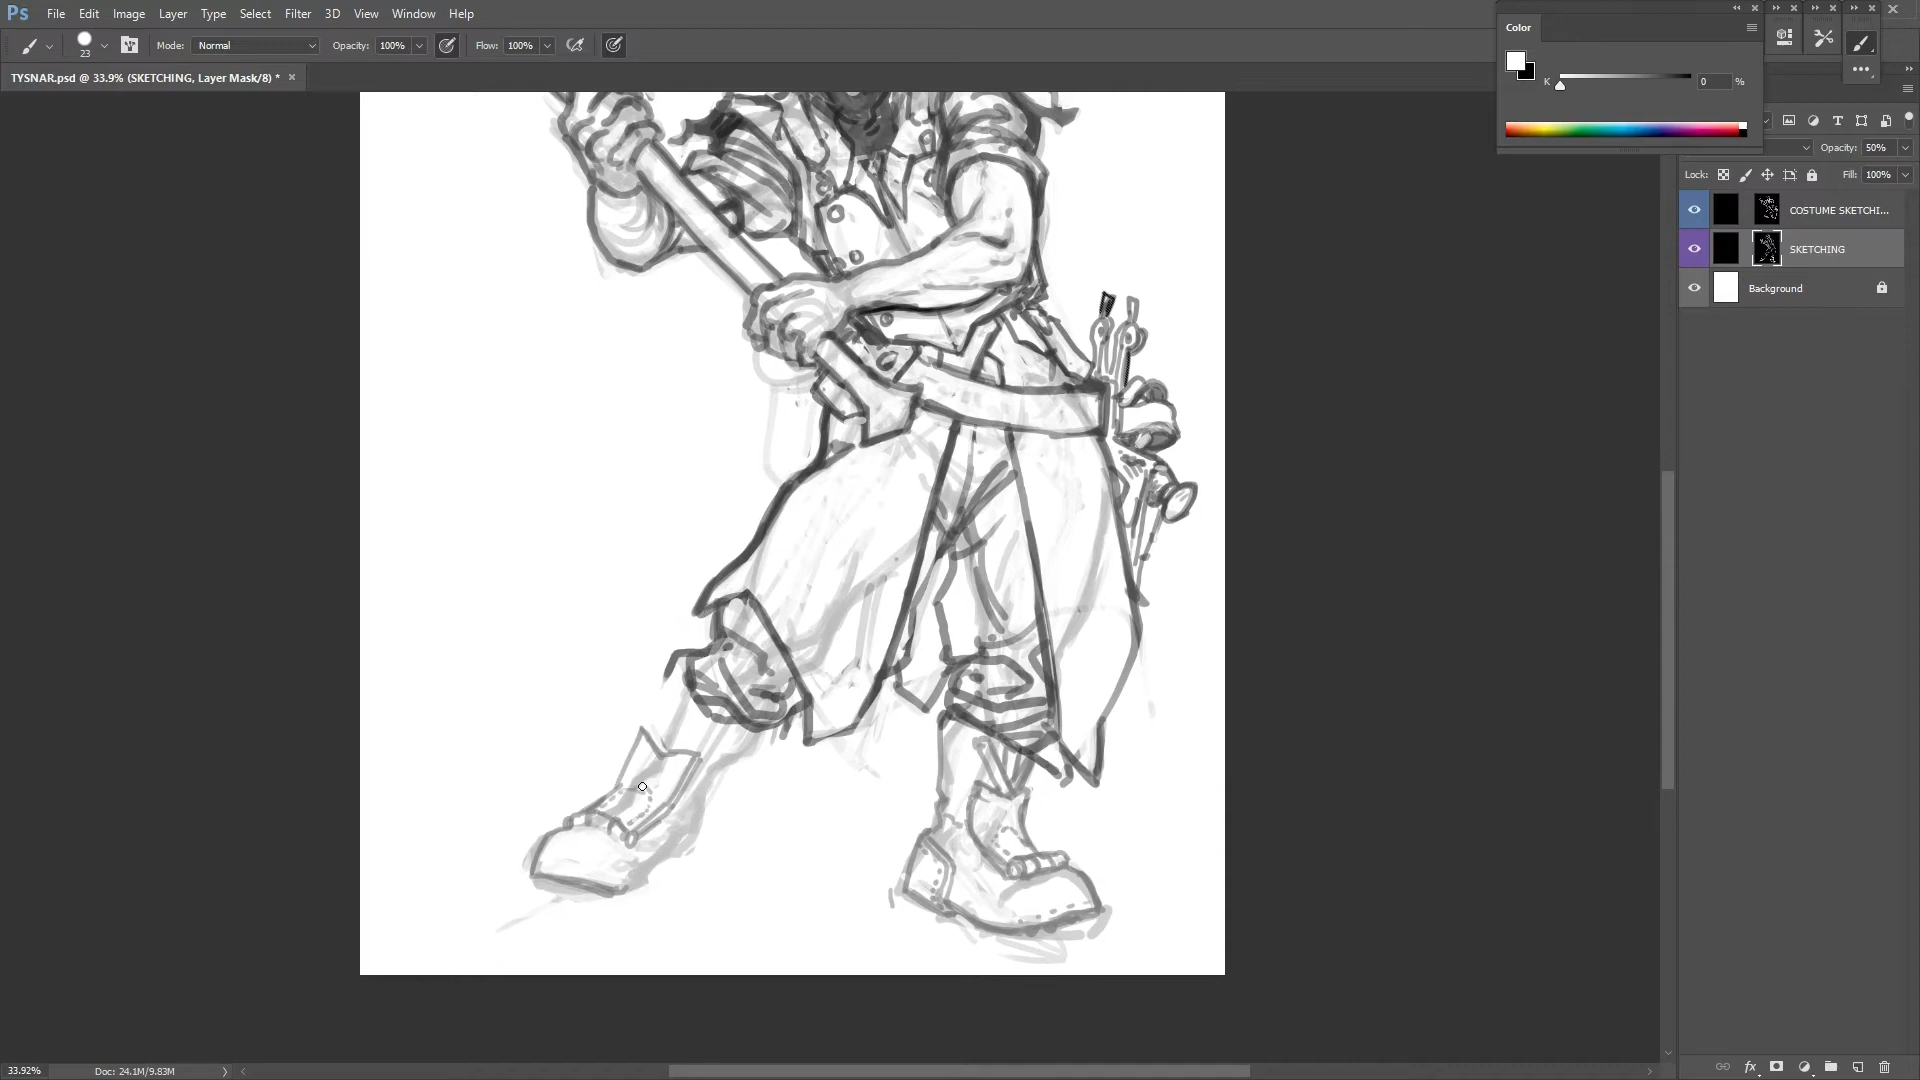 Ps File Edit Image Layer Type Select Filter 3D View Window Help
23 Mode: Normal Opacity: 100% Flow: 100%
TYSNAR.psd @ 33.9% (SKETCHING, Layer Mask/8) *
Color
K 0 %
Opacity: 50%
Lock: Fill: 100%
COSTUME SKETCHI...
SKETCHING
Background
fx
33.92% Doc: 24.1M/9.83M